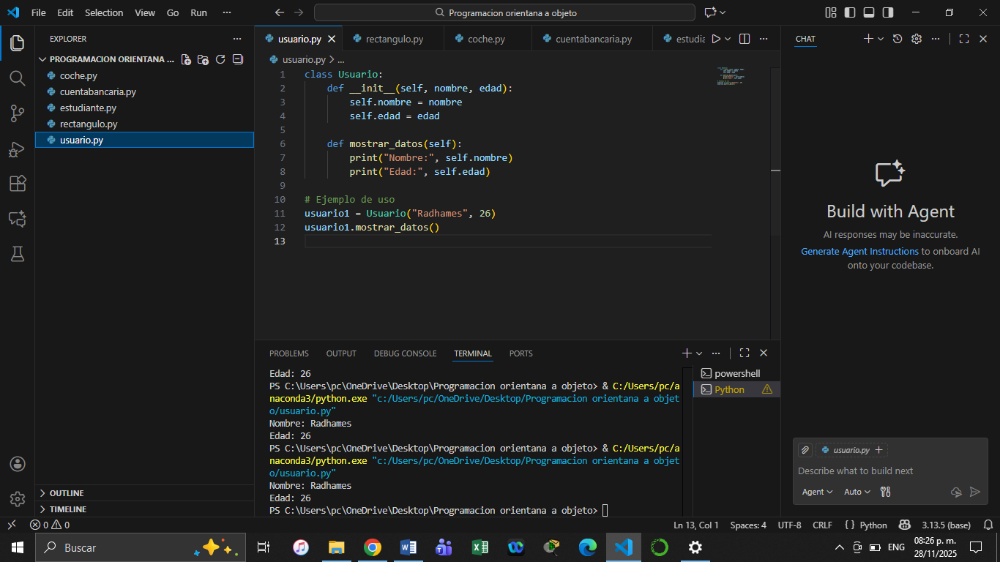 File Edit Selection View Go Run ···
Programacion orientana a objeto
EXPLORER
PROGRAMACION ORIENTANA ...
coche.py
cuentabancaria.py
estudiante.py
rectangulo.py
usuario.py
OUTLINE
TIMELINE
usuario.py rectangulo.py coche.py cuentabancaria.py estudia
usuario.py > ...
1 class Usuario:
2 def __init__(self, nombre, edad):
3 self.nombre = nombre
4 self.edad = edad
5
6 def mostrar_datos(self):
7 print("Nombre:", self.nombre)
8 print("Edad:", self.edad)
9
10 # Ejemplo de uso
11 usuario1 = Usuario("Radhames", 26)
12 usuario1.mostrar_datos()
13
PROBLEMS OUTPUT DEBUG CONSOLE TERMINAL PORTS
Edad: 26
PS C:\Users\pc\OneDrive\Desktop\Programacion orientana a objeto> & C:/Users/pc/a
naconda3/python.exe "c:/Users/pc/OneDrive/Desktop/Programacion orientana a objet
o/usuario.py"
Nombre: Radhames
Edad: 26
PS C:\Users\pc\OneDrive\Desktop\Programacion orientana a objeto> & C:/Users/pc/a
naconda3/python.exe "c:/Users/pc/OneDrive/Desktop/Programacion orientana a objet
o/usuario.py"
Nombre: Radhames
Edad: 26
PS C:\Users\pc\OneDrive\Desktop\Programacion orientana a objeto>
powershell
Python
CHAT
Build with Agent
AI responses may be inaccurate.
Generate Agent Instructions to onboard AI
onto your codebase.
usuario.py
Describe what to build next
Agent Auto
0 0
Ln 13, Col 1 Spaces: 4 UTF-8 CRLF { } Python 3.13.5 (base)
Buscar
ENG
08:26 p. m.
28/11/2025